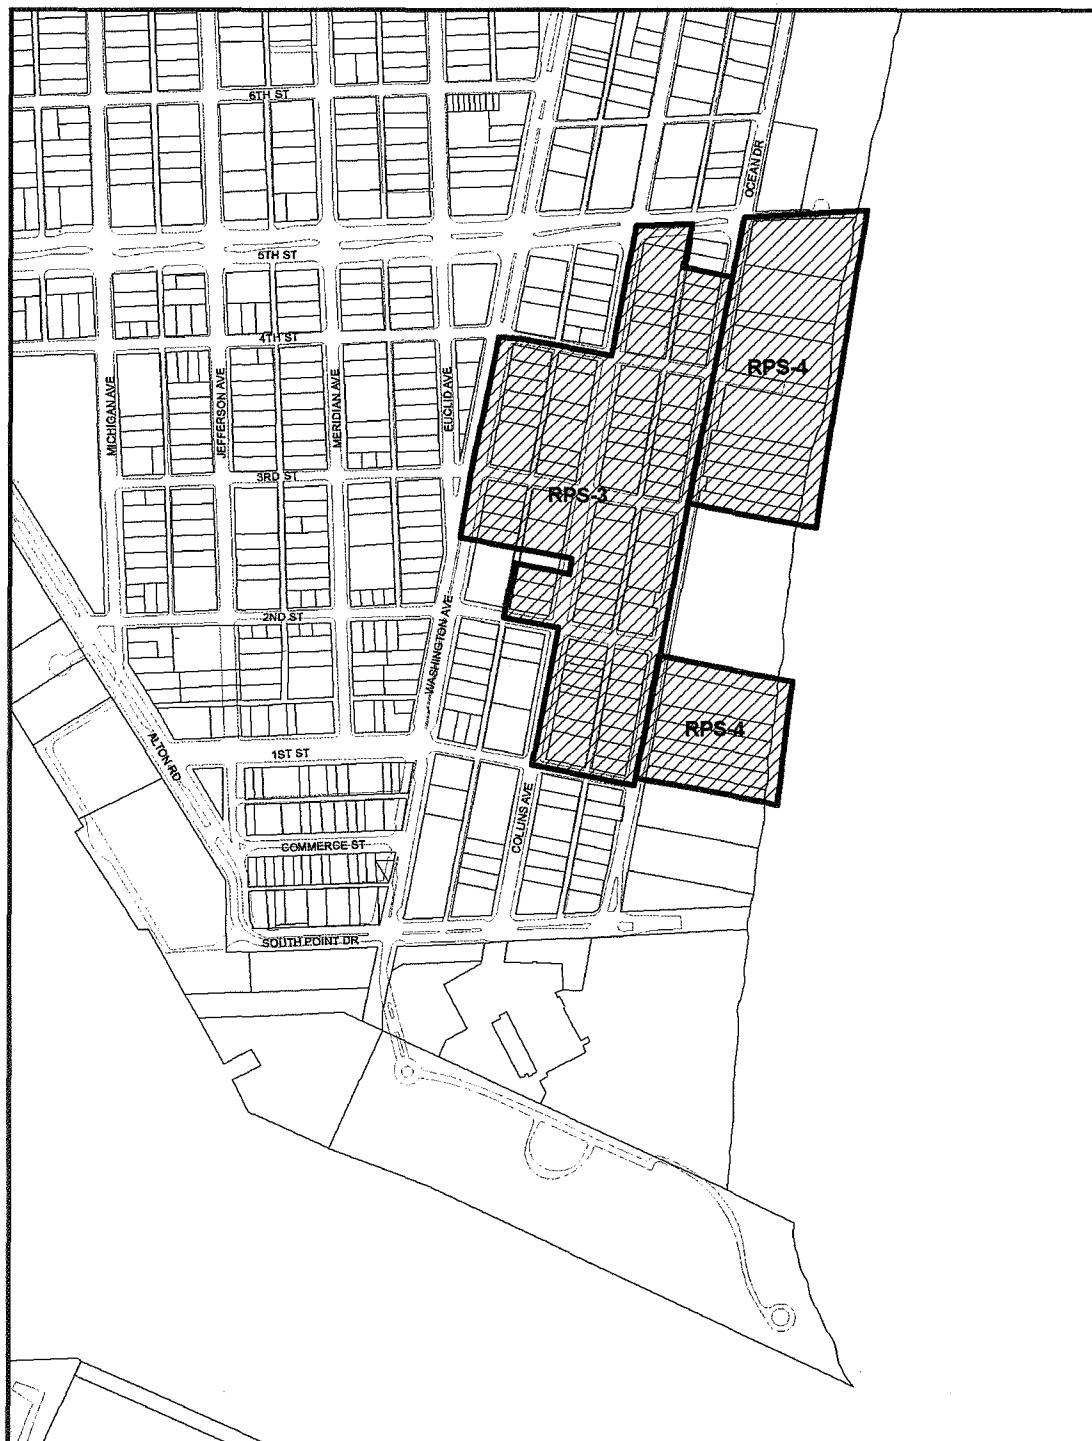 6TH ST
OCEAN DR
5TH ST
4TH ST
RPS-4
MICHIGAN AVE
JEFFERSON AVE
MERIDIAN AVE
EUCLID AVE
3RD ST
RPS-3
2ND ST
WASHINGTON AVE
RPS-4
ALTON RD
1ST ST
COLLINS AVE
COMMERCE ST
SOUTH POINT DR